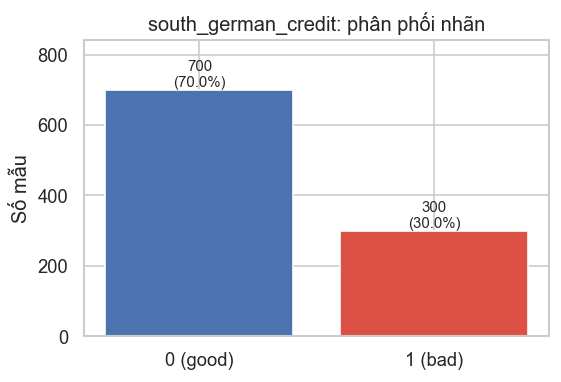 south_german_credit: phân phối nhãn
Số mẫu
800
600
400
200
0
700
(70.0%)
300
(30.0%)
0 (good)
1 (bad)